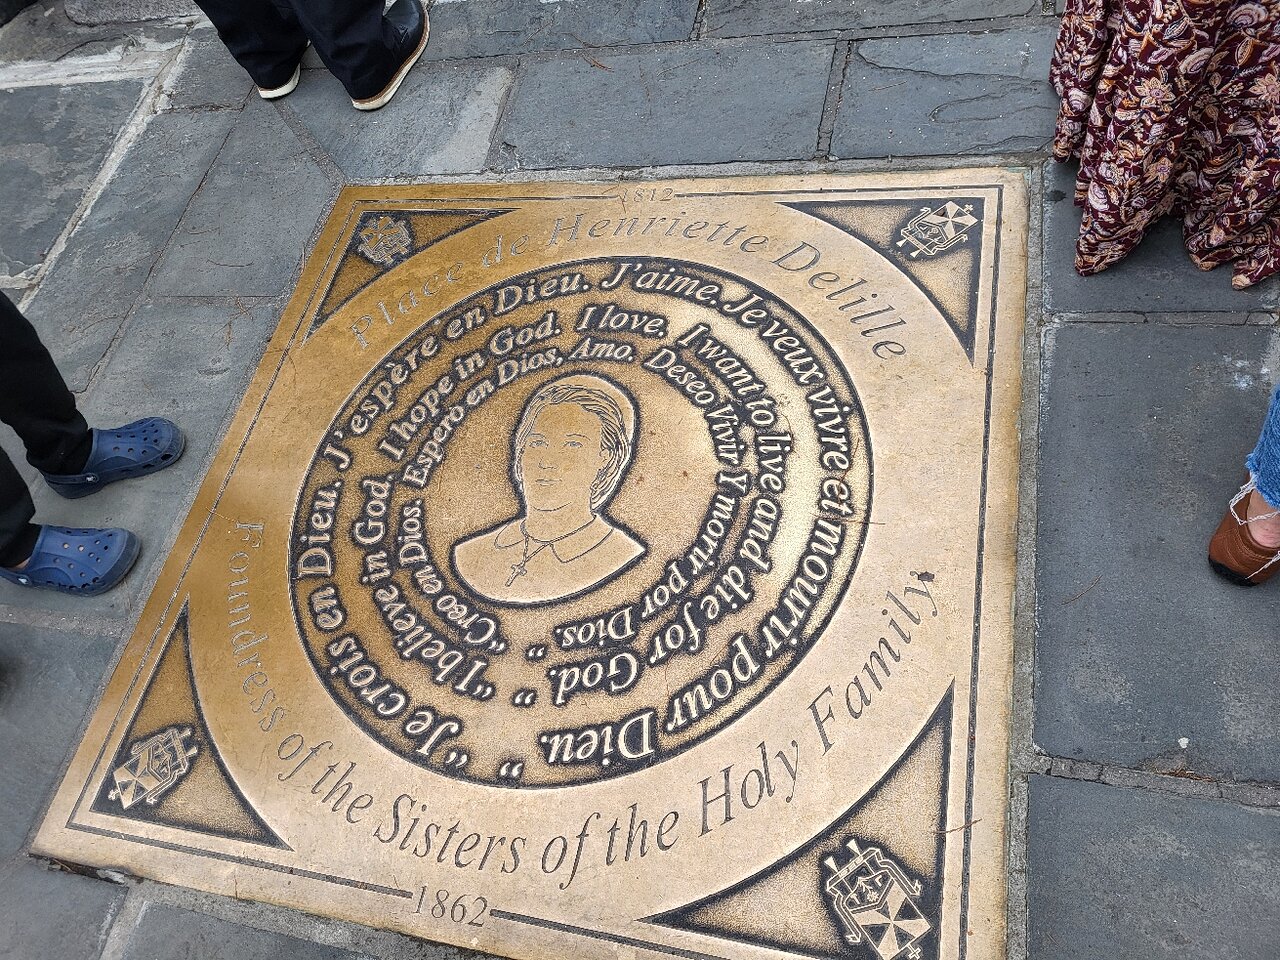 1812
Place de Henriette Delille
"Je crois en Dieu. J'espère en Dieu. J'aime. Je veux vivre et mourir pour Dieu."
"I believe in God. I hope in God. I love. I want to live and die for God."
"Creo en Dios. Espero en Dios, Amo. Deseo Vivir Y morir por Dios."
Foundress of the Sisters of the Holy Family,
1862